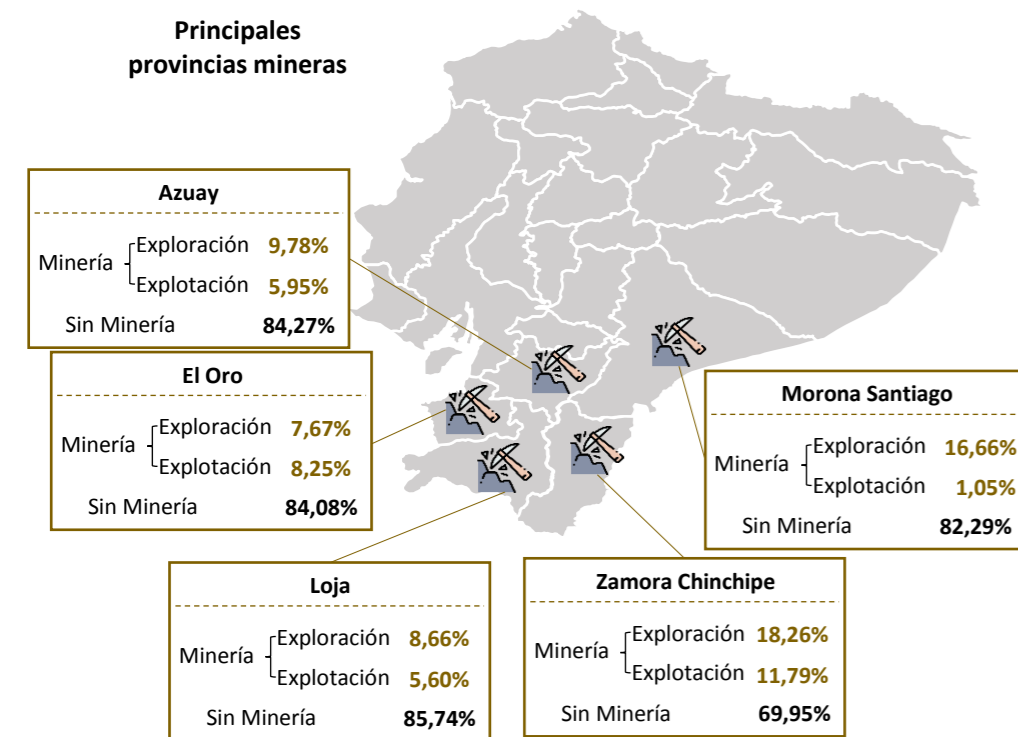 Principales
provincias mineras
Azuay
Minería
Exploración 9,78%
Explotación 5,95%
Sin Minería 84,27%
El Oro
Minería
Exploración 7,67%
Explotación 8,25%
Sin Minería 84,08%
Morona Santiago
Minería
Exploración 16,66%
Explotación 1,05%
Sin Minería 82,29%
Loja
Minería
Exploración 8,66%
Explotación 5,60%
Sin Minería 85,74%
Zamora Chinchipe
Minería
Exploración 18,26%
Explotación 11,79%
Sin Minería 69,95%